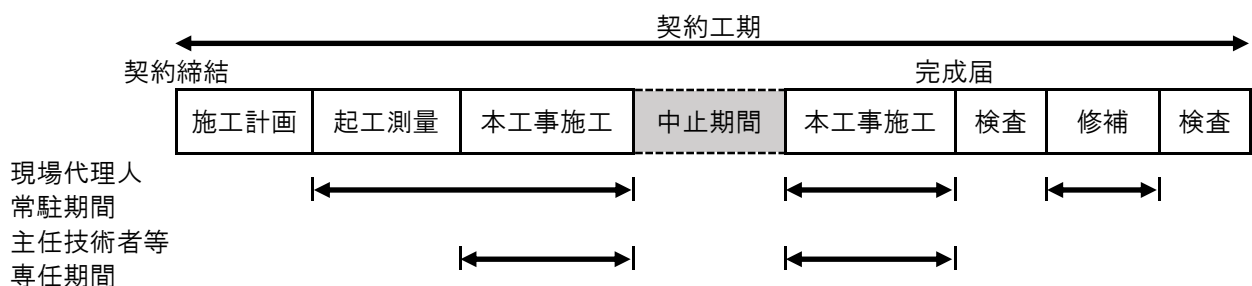 契約工期
契約締結 完成届
施工計画 起工測量 本工事施工 中止期間 本工事施工 検査 修補 検査
現場代理人
常駐期間
主任技術者等
専任期間